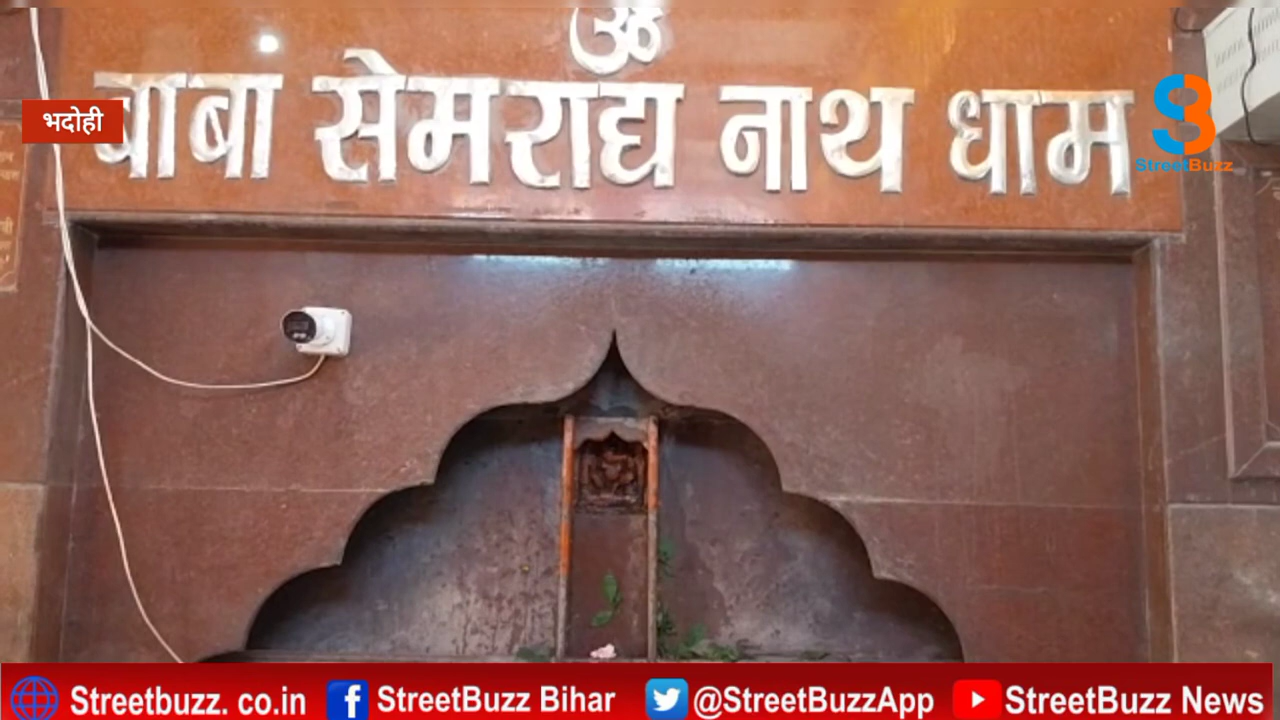 ॐ
बाबा सेमराद्य नाथ धाम
भदोही
StreetBuzz
Streetbuzz. co.in
StreetBuzz Bihar
@StreetBuzzApp
StreetBuzz News